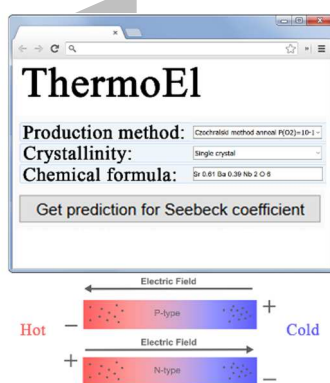 ThermoEl
Production method: Czochralski method anneal P(O2)=10-1
Crystallinity: Single crystal
Chemical formula: Sr 0.61 Ba 0.39 Nb 2 O 6
Get prediction for Seebeck coefficient
Electric Field
P-type
+
Hot − Cold
Electric Field
+
N-type
−